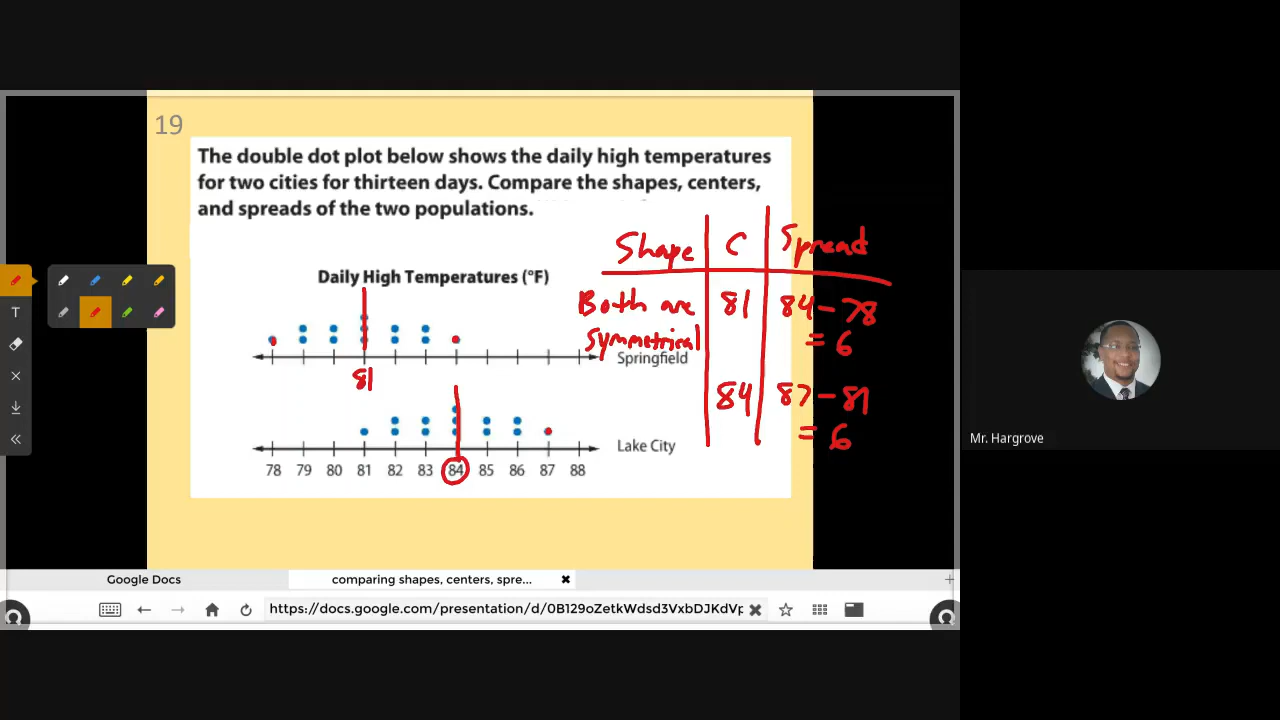 19
The double dot plot below shows the daily high temperatures
for two cities for thirteen days. Compare the shapes, centers,
and spreads of the two populations.
Shape C Spread
Daily High Temperatures (°F)
Both are 81 84-78
symmetrical = 6
Springfield
81
84 87-81
= 6
Lake City
78 79 80 81 82 83 84 85 86 87 88
T
Mr. Hargrove
Google Docs
comparing shapes, centers, spre...
https://docs.google.com/presentation/d/0B129oZetkWdsd3VxbDJKdVp